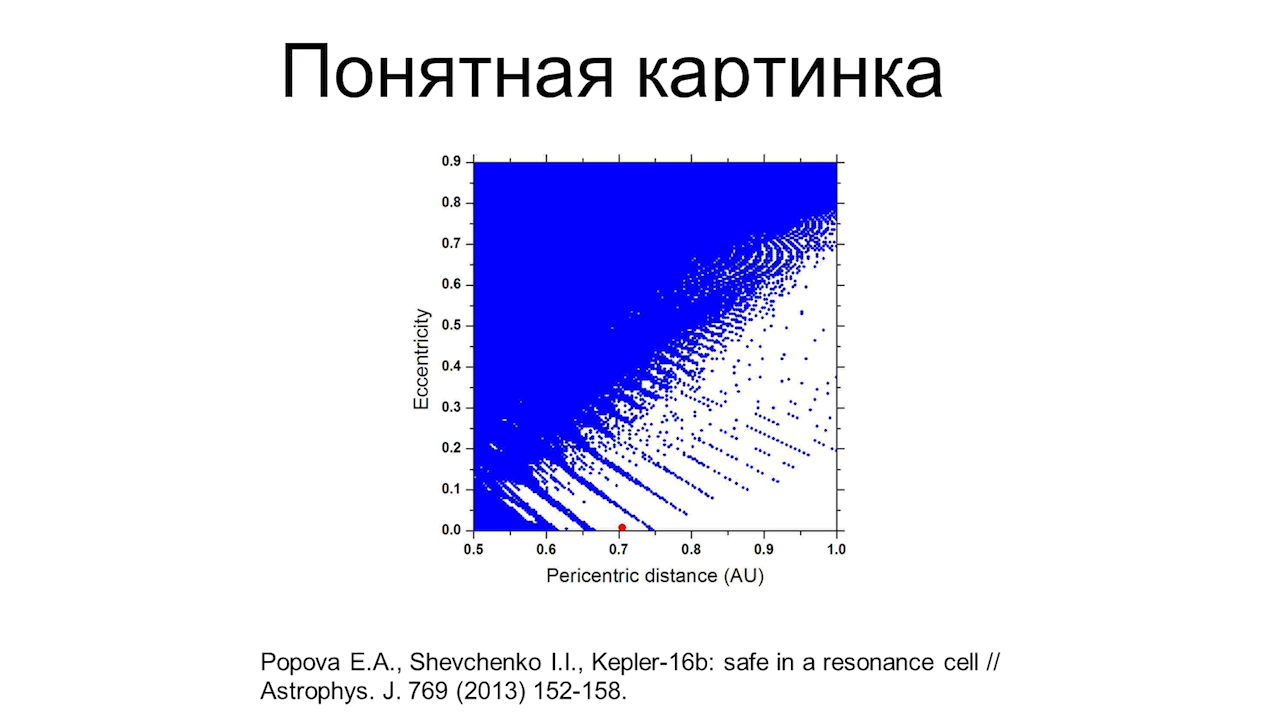 Понятная картинка
0.9
0.8
0.7
0.6
0.5
0.4
0.3
0.2
0.1
0.0
Eccentricity
0.5 0.6 0.7 0.8 0.9 1.0
Pericentric distance (AU)
Popova E.A., Shevchenko I.I., Kepler-16b: safe in a resonance cell //
Astrophys. J. 769 (2013) 152-158.